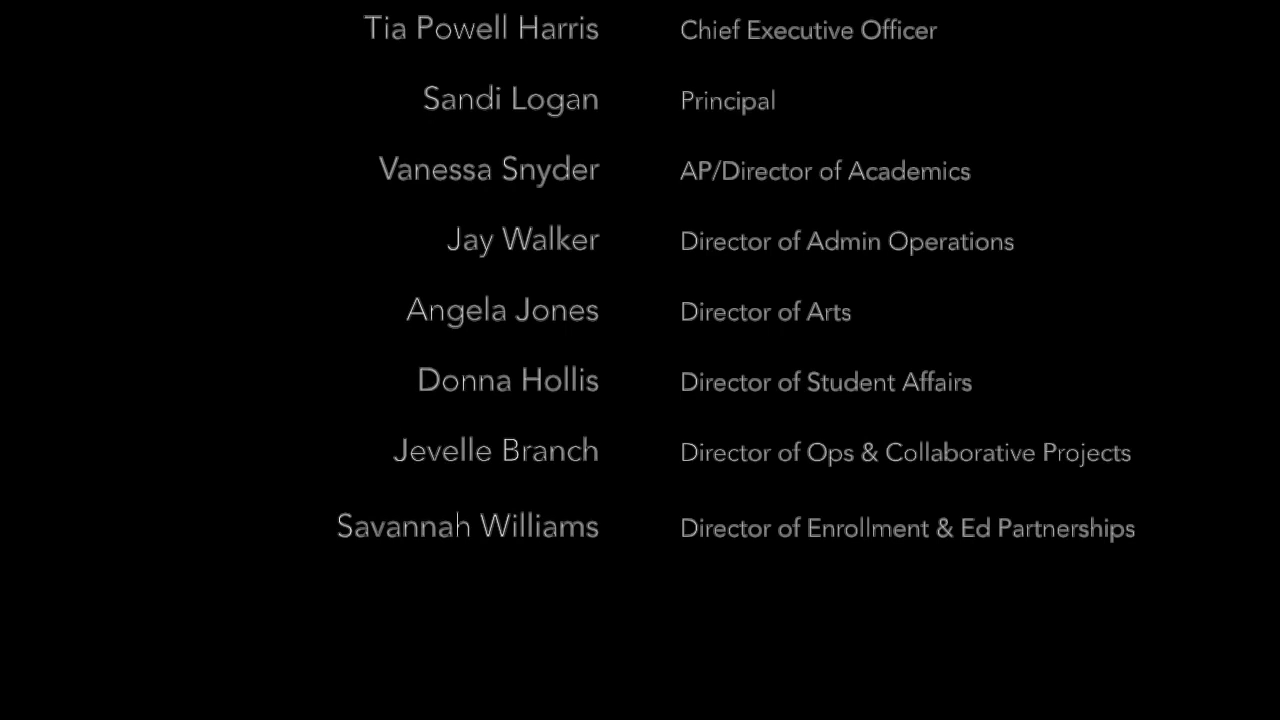 Tia Powell Harris Chief Executive Officer
Sandi Logan Principal
Vanessa Snyder AP/Director of Academics
Jay Walker Director of Admin Operations
Angela Jones Director of Arts
Donna Hollis Director of Student Affairs
Jevelle Branch Director of Ops & Collaborative Projects
Savannah Williams Director of Enrollment & Ed Partnerships